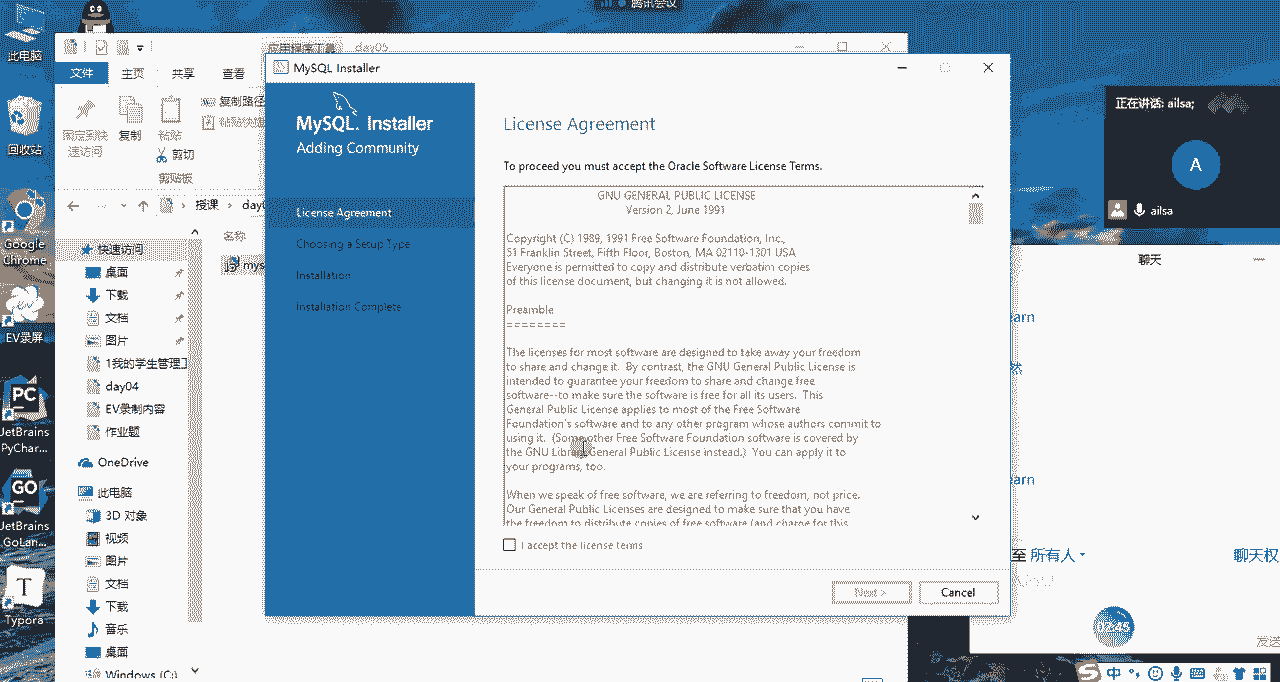 此电脑
回收站
Google
Chrome
EV录屏
JetBrains
PyChar...
JetBrains
GoLan...
Typora
腾讯会议
应用程序工具
day05
文件
主页
共享
查看
固定到快
速访问
复制
粘贴
复制路径
剪切
剪贴板
授课
名称
快速访问
桌面
下载
文档
图片
day04
EV录制内容
作业题
OneDrive
此电脑
3D 对象
视频
图片
文档
下载
音乐
桌面
Windows (C:)
MySQL Installer
MySQL. Installer
Adding Community
License Agreement
Choosing a Setup Type
Installation
Installation Complete
License Agreement
To proceed you must accept the Oracle Software License Terms.
GNU GENERAL PUBLIC LICENSE
Version 2, June 1991
Copyright (C) 1989, 1991 Free Software Foundation, Inc.,
51 Franklin Street, Fifth Floor, Boston, MA 02110-1301 USA
Everyone is permitted to copy and distribute verbatim copies
of this license document, but changing it is not allowed.
Preamble
========
The licenses for most software are designed to take away your freedom
to share and change it. By contrast, the GNU General Public License is
intended to guarantee your freedom to share and change free
software--to make sure the software is free for all its users. This
General Public License applies to most of the Free Software
Foundation's software and to any other program whose authors commit to
using it. (Some other Free Software Foundation software is covered by
the GNU Library General Public License instead.) You can apply it to
your programs, too.
When we speak of free software, we are referring to freedom, not price.
Our General Public Licenses are designed to make sure that you have
the freedom to distribute copies of free software (and charge for this
I accept the license terms
Next >
Cancel
正在讲话: ailsa;
A
ailsa
聊天
earn
然
earn
至 所有人
聊天权
02:45
发送
中